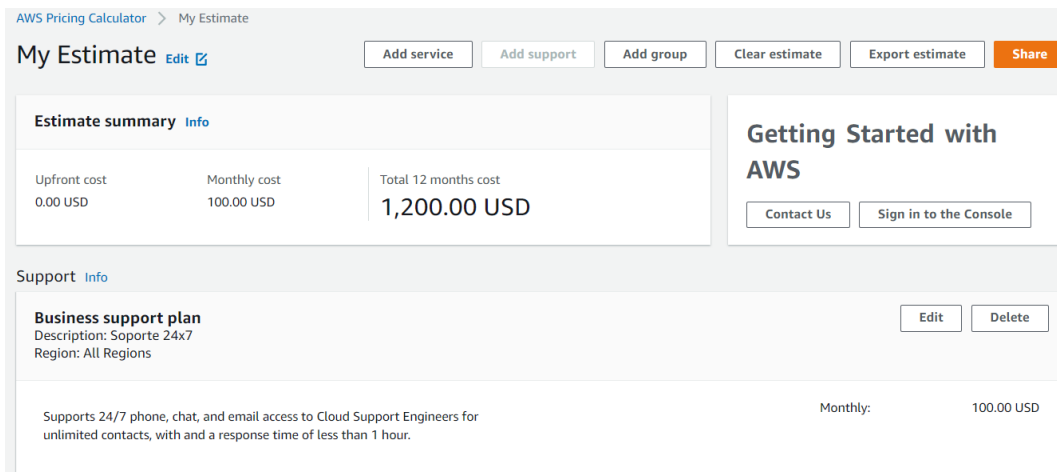 AWS Pricing Calculator > My Estimate
My Estimate Edit
Add service
Add support
Add group
Clear estimate
Export estimate
Share
Estimate summary Info
Upfront cost
0.00 USD
Monthly cost
100.00 USD
Total 12 months cost
1,200.00 USD
Getting Started with
AWS
Contact Us
Sign in to the Console
Support Info
Business support plan
Description: Soporte 24x7
Region: All Regions
Edit
Delete
Supports 24/7 phone, chat, and email access to Cloud Support Engineers for
unlimited contacts, with and a response time of less than 1 hour.
Monthly:
100.00 USD